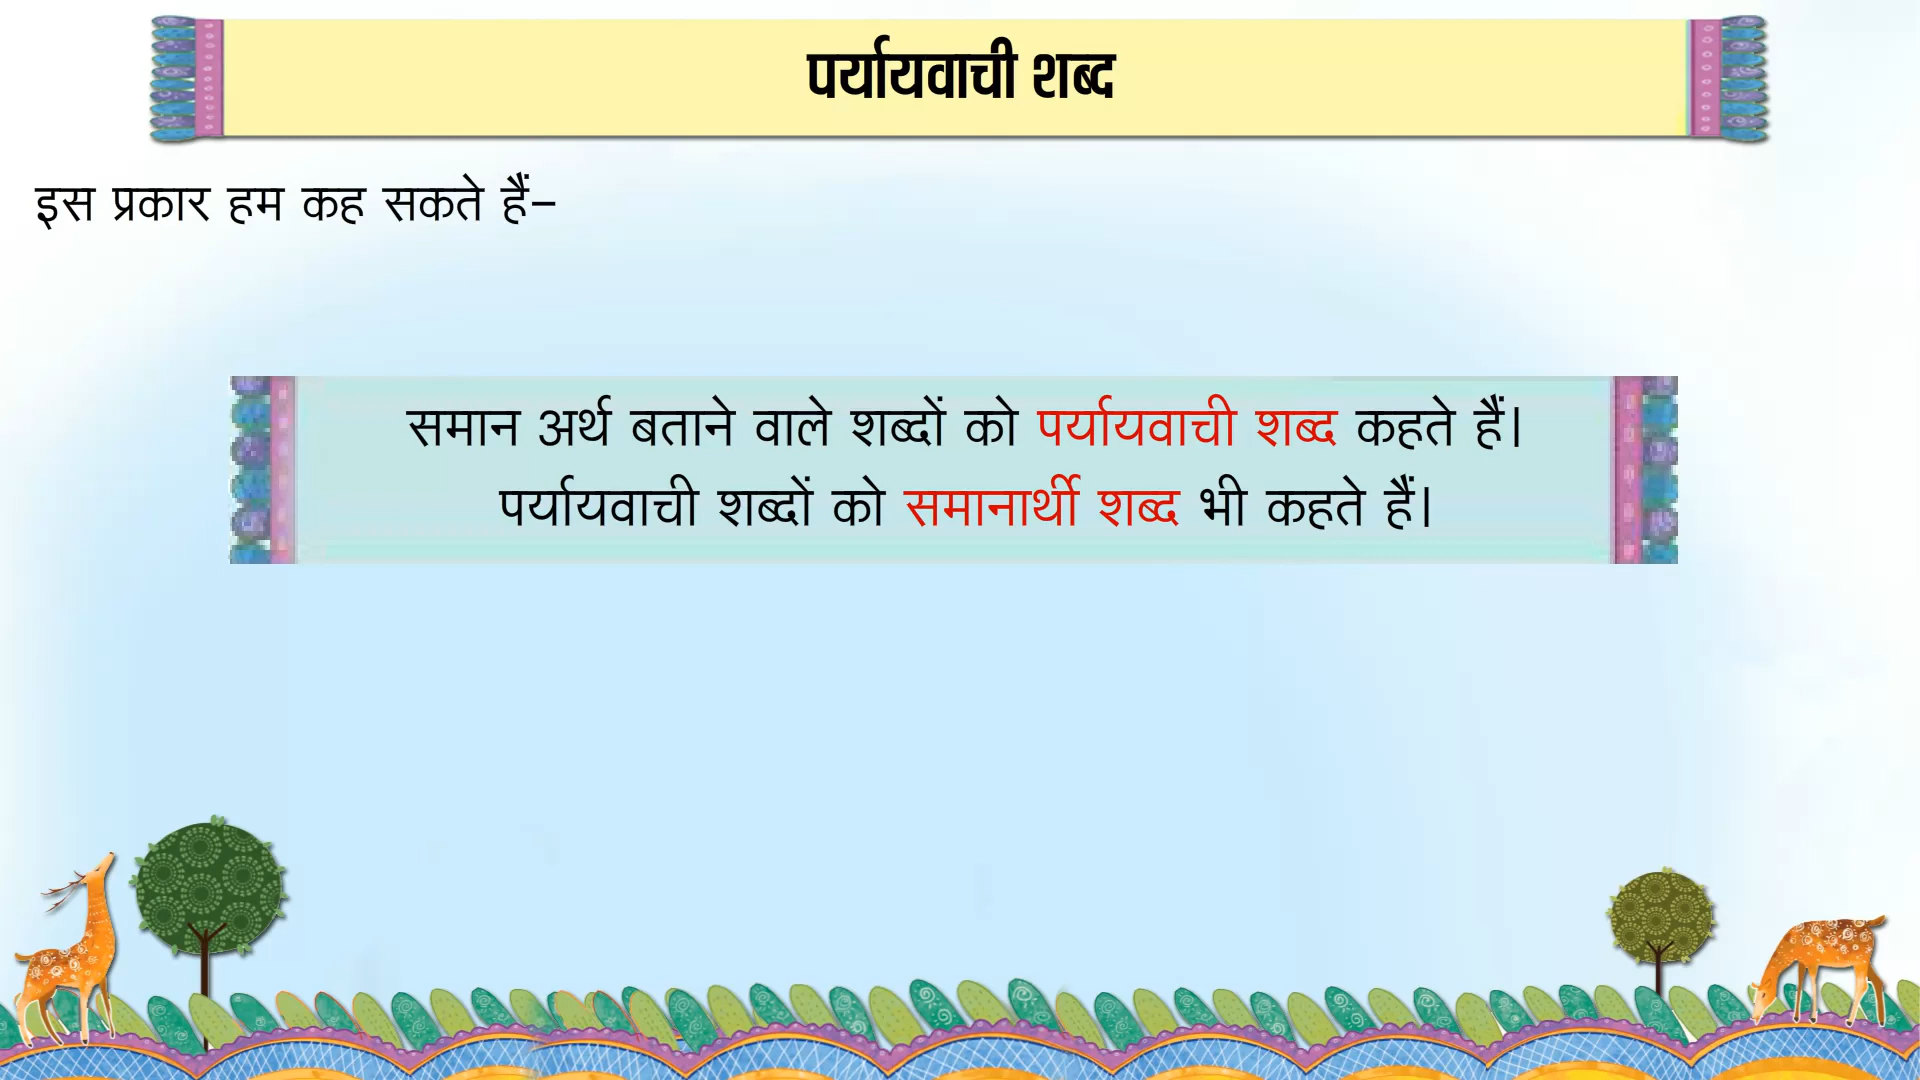 पर्यायवाची शब्द
इस प्रकार हम कह सकते हैं–
समान अर्थ बताने वाले शब्दों को पर्यायवाची शब्द कहते हैं।
पर्यायवाची शब्दों को समानार्थी शब्द भी कहते हैं।